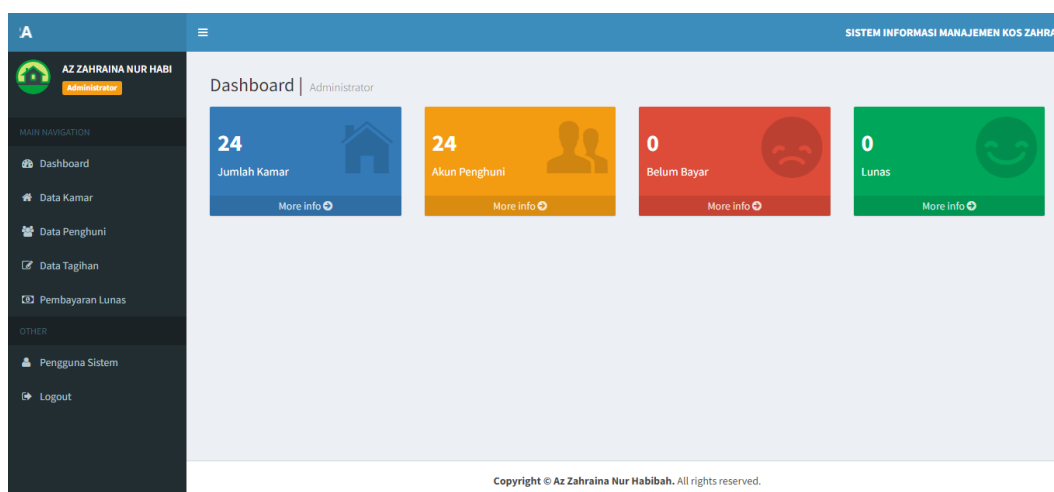 SISTEM INFORMASI MANAJEMEN KOS ZAHRA
AZ ZAHRAINA NUR HABI
Administrator
MAIN NAVIGATION
Dashboard
Data Kamar
Data Penghuni
Data Tagihan
Pembayaran Lunas
OTHER
Pengguna Sistem
Logout
Dashboard | Administrator
24
Jumlah Kamar
More info
24
Akun Penghuni
More info
0
Belum Bayar
More info
0
Lunas
More info
Copyright © Az Zahraina Nur Habibah. All rights reserved.